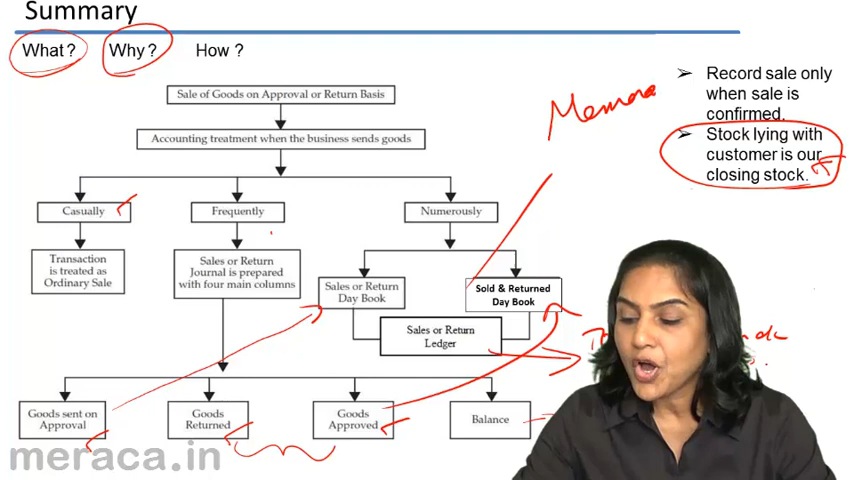 Summary
What?
Why?
How ?
Sale of Goods on Approval or Return Basis
Accounting treatment when the business sends goods
Casually
Frequently
Numerously
Transaction
is treated as
Ordinary Sale
Sales or Return
Journal is prepared
with four main columns
Sales or Return
Day Book
Sold & Returned
Day Book
Sales or Return
Ledger
Goods sent on
Approval
Goods
Returned
Goods
Approved
Balance
Record sale only
when sale is
confirmed.
Stock lying with
customer is our
closing stock.
meraca.in